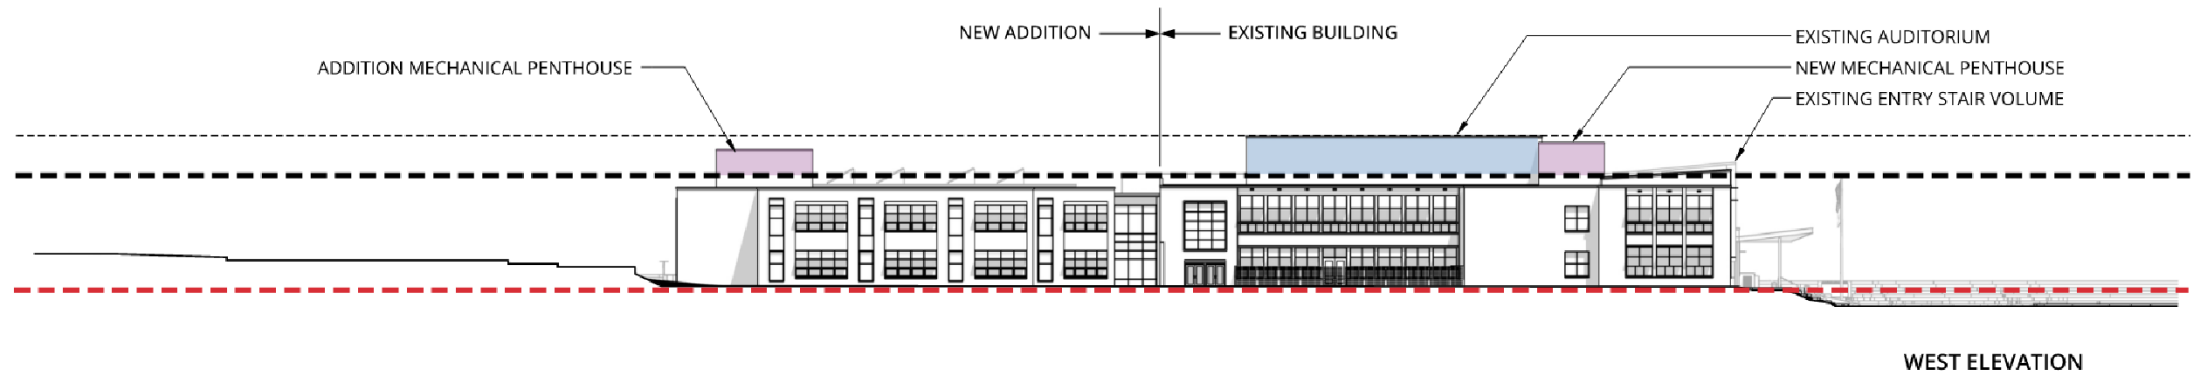 NEW ADDITION
EXISTING BUILDING
EXISTING AUDITORIUM
ADDITION MECHANICAL PENTHOUSE
NEW MECHANICAL PENTHOUSE
EXISTING ENTRY STAIR VOLUME
WEST ELEVATION